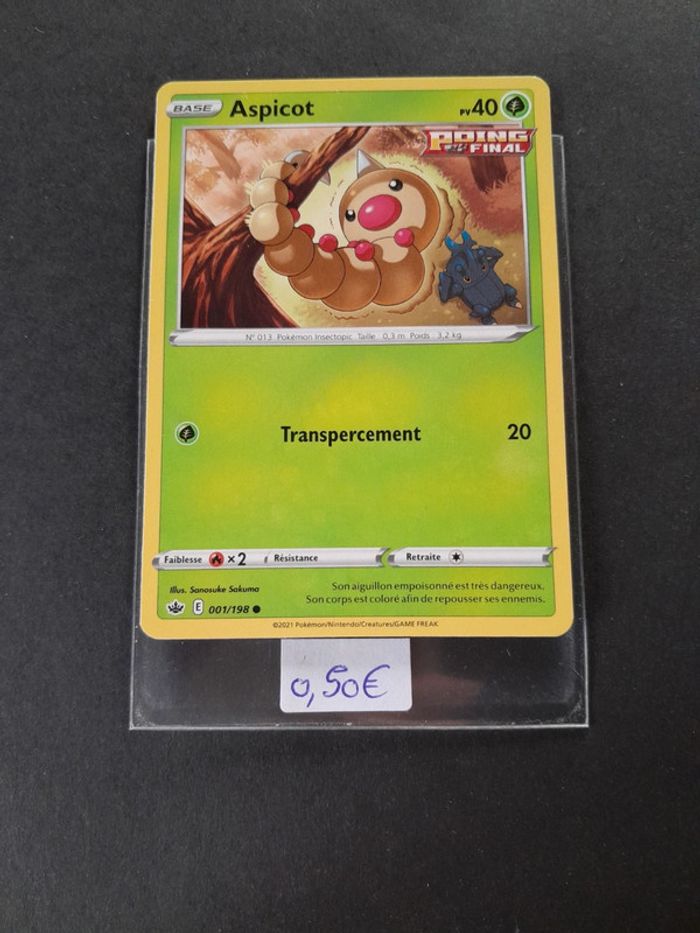 BASE Aspicot PV 40
POING
FINAL
N° 013 Pokémon Insectopic Taille : 0,3 m Poids : 3,2 kg
Transpercement 20
Faiblesse ×2 Résistance Retraite
Illus. Sanosuke Sakuma
Son aiguillon empoisonné est très dangereux.
Son corps est coloré afin de repousser ses ennemis.
E 001/198
©2021 Pokémon/Nintendo/Creatures/GAME FREAK
0,50€